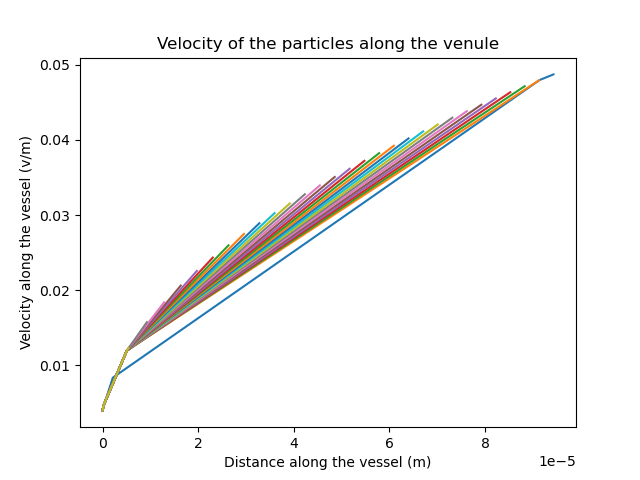 Velocity of the particles along the venule
Velocity along the vessel (v/m)
0.05
0.04
0.03
0.02
0.01
0
2
4
6
8
1e−5
Distance along the vessel (m)